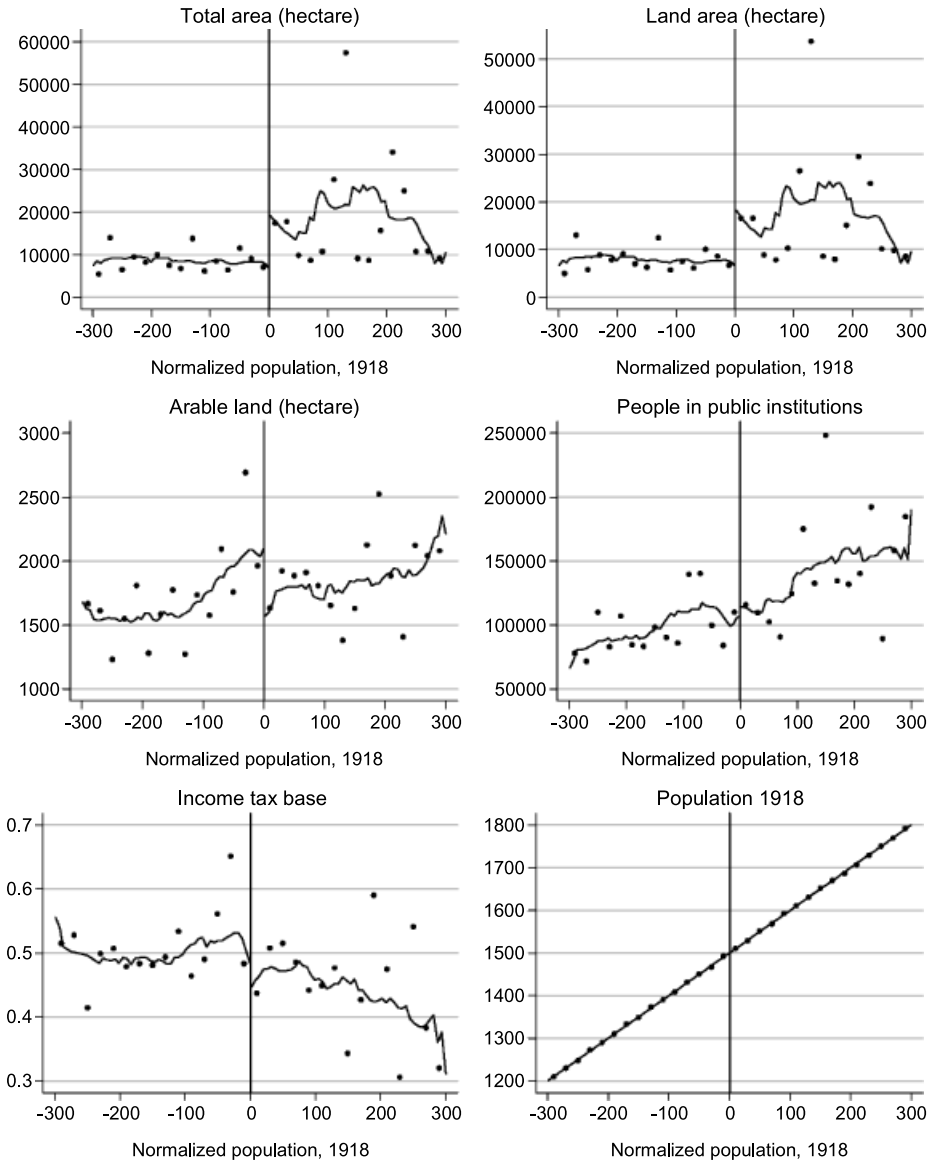 Total area (hectare)
60000
50000
40000
30000
20000
10000
0
-300 -200 -100 0 100 200 300
Normalized population, 1918
Land area (hectare)
50000
40000
30000
20000
10000
0
-300 -200 -100 0 100 200 300
Normalized population, 1918
Arable land (hectare)
3000
2500
2000
1500
1000
-300 -200 -100 0 100 200 300
Normalized population, 1918
People in public institutions
250000
200000
150000
100000
50000
-300 -200 -100 0 100 200 300
Normalized population, 1918
Income tax base
0.7
0.6
0.5
0.4
0.3
-300 -200 -100 0 100 200 300
Normalized population, 1918
Population 1918
1800
1700
1600
1500
1400
1300
1200
-300 -200 -100 0 100 200 300
Normalized population, 1918